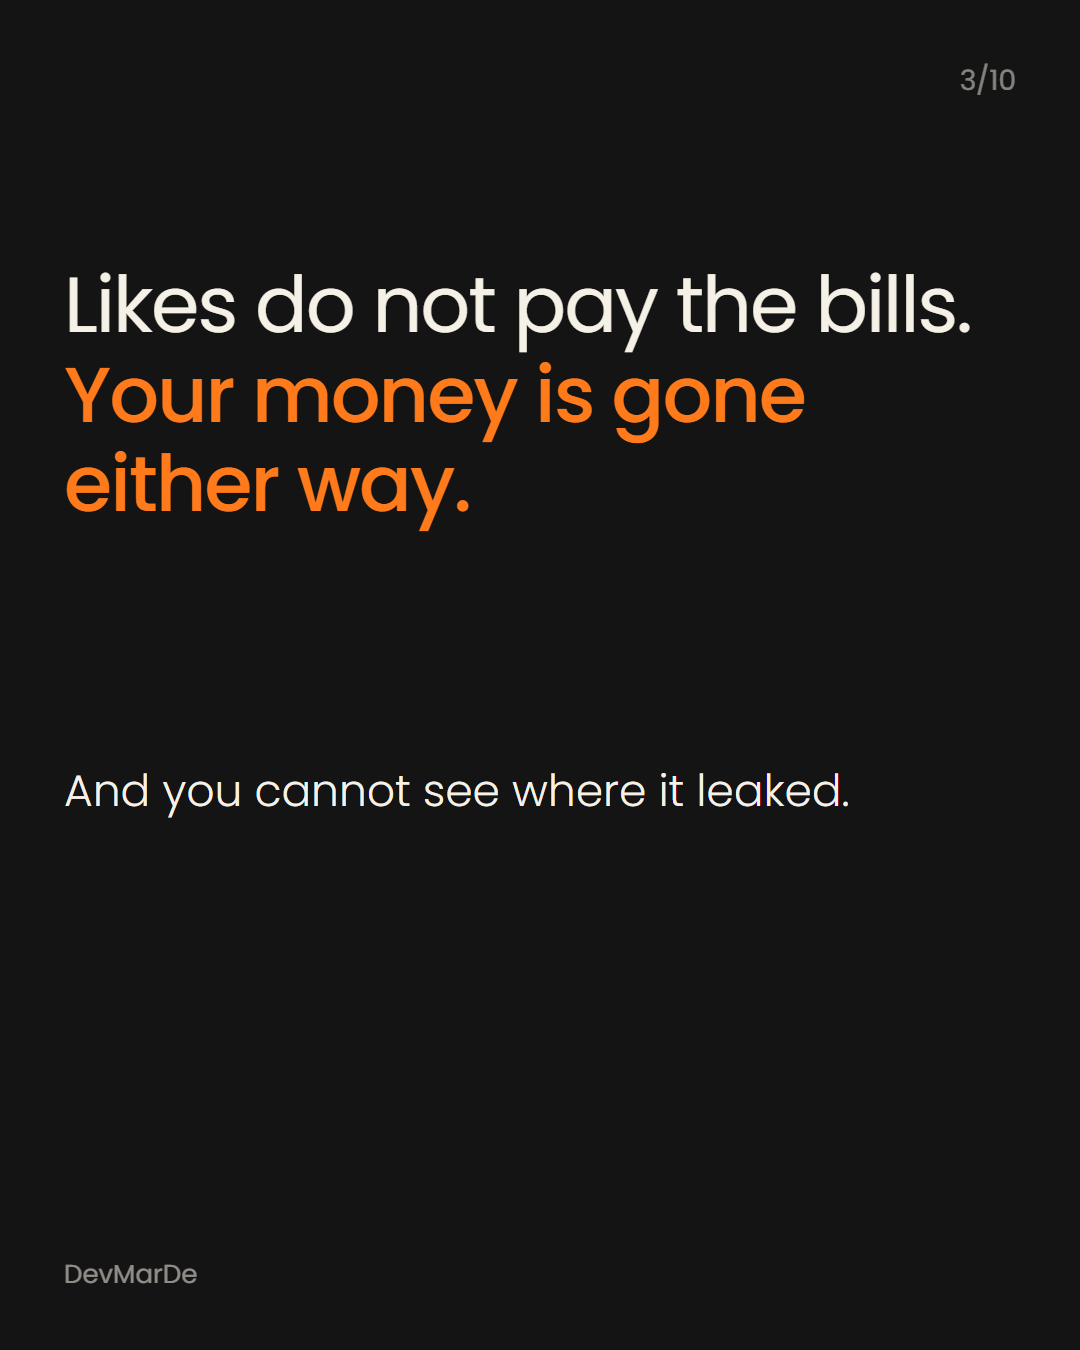 3/10
Likes do not pay the bills.
Your money is gone
either way.
And you cannot see where it leaked.
DevMarDe